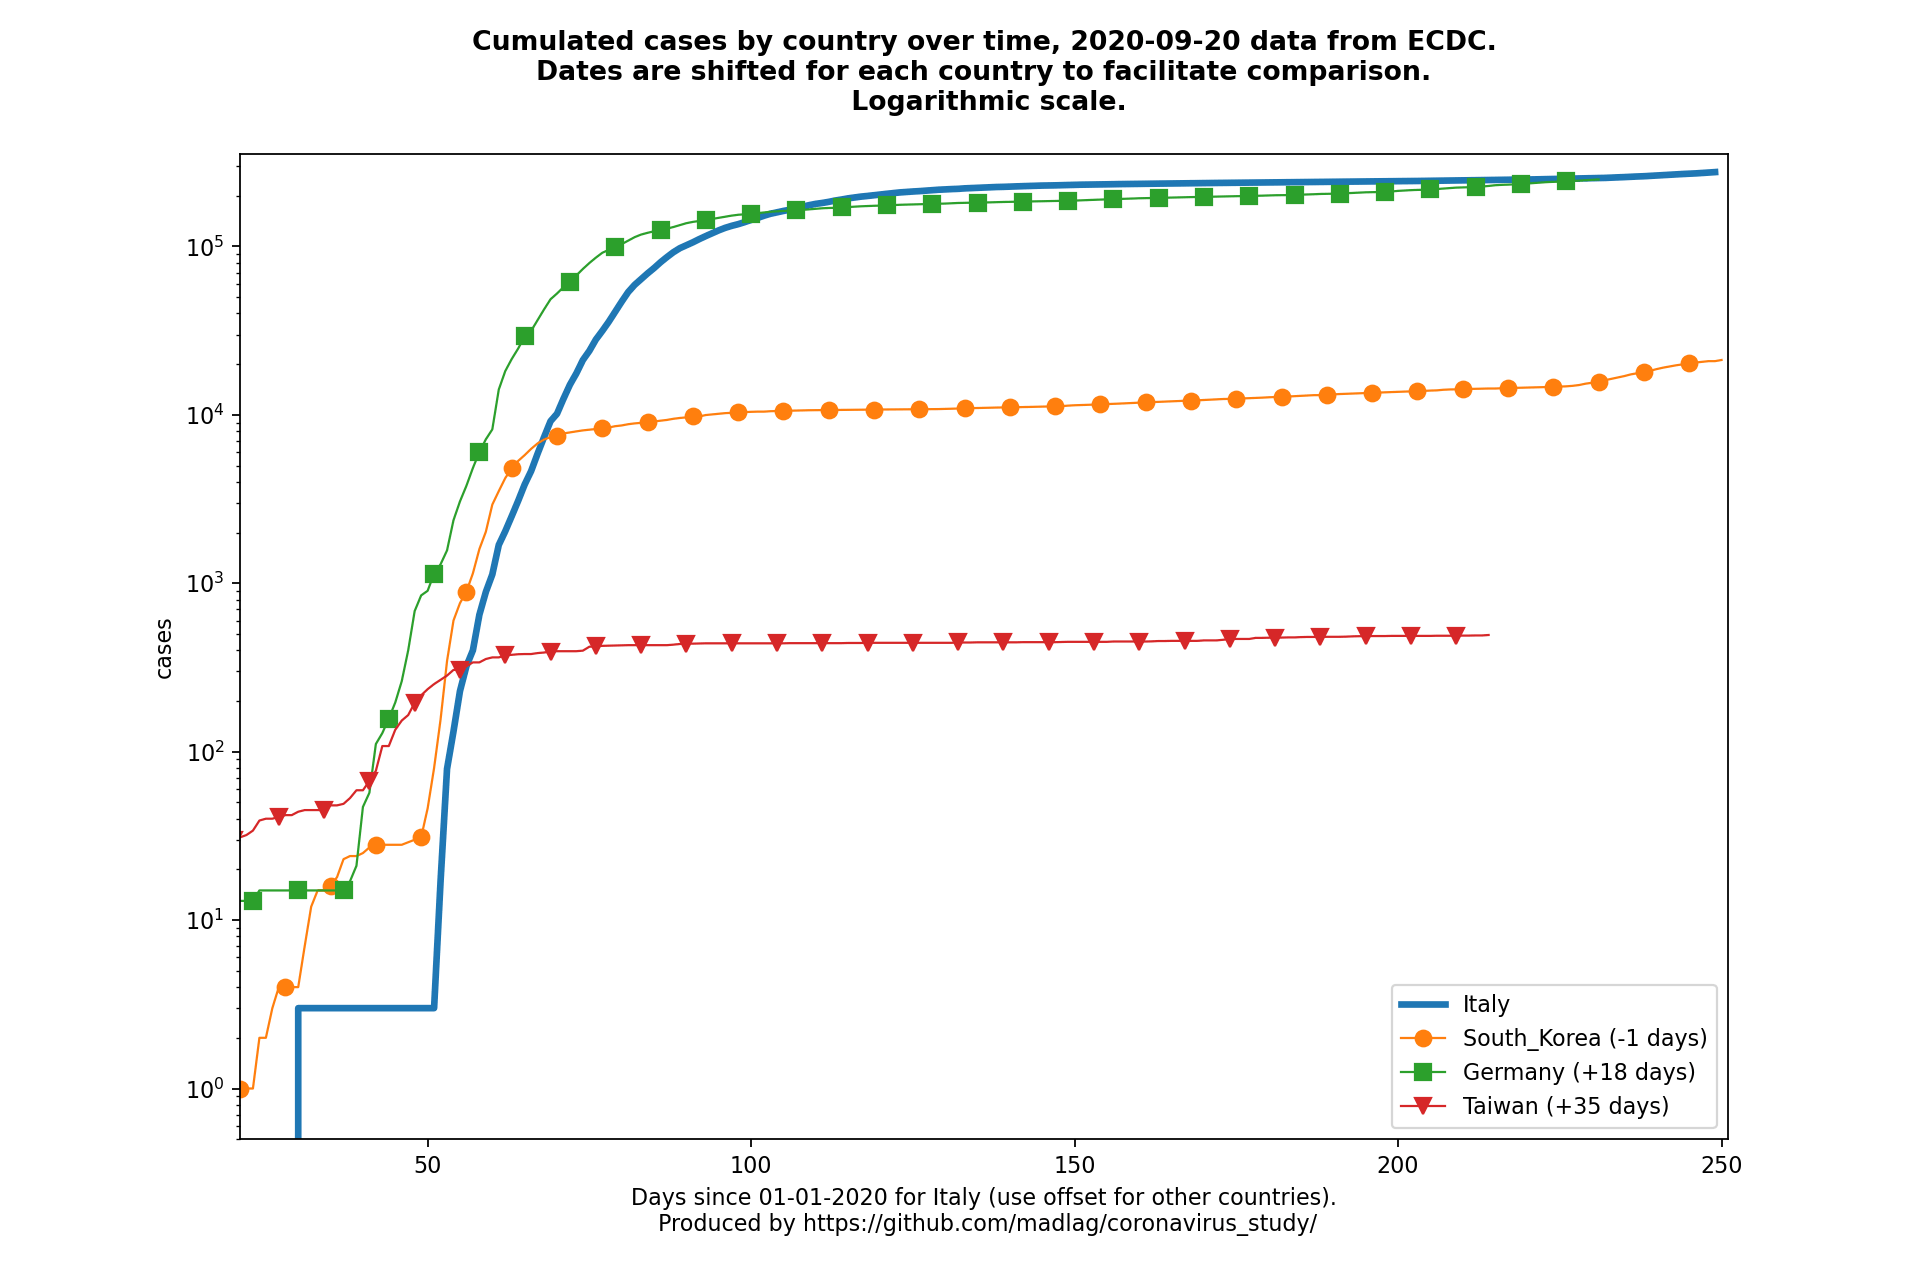 Cumulated cases by country over time, 2020-09-20 data from ECDC.
Dates are shifted for each country to facilitate comparison.
Logarithmic scale.
10^5
10^4
10^3
10^2
10^1
10^0
cases
Italy
South_Korea (-1 days)
Germany (+18 days)
Taiwan (+35 days)
50 100 150 200 250
Days since 01-01-2020 for Italy (use offset for other countries).
Produced by https://github.com/madlag/coronavirus_study/